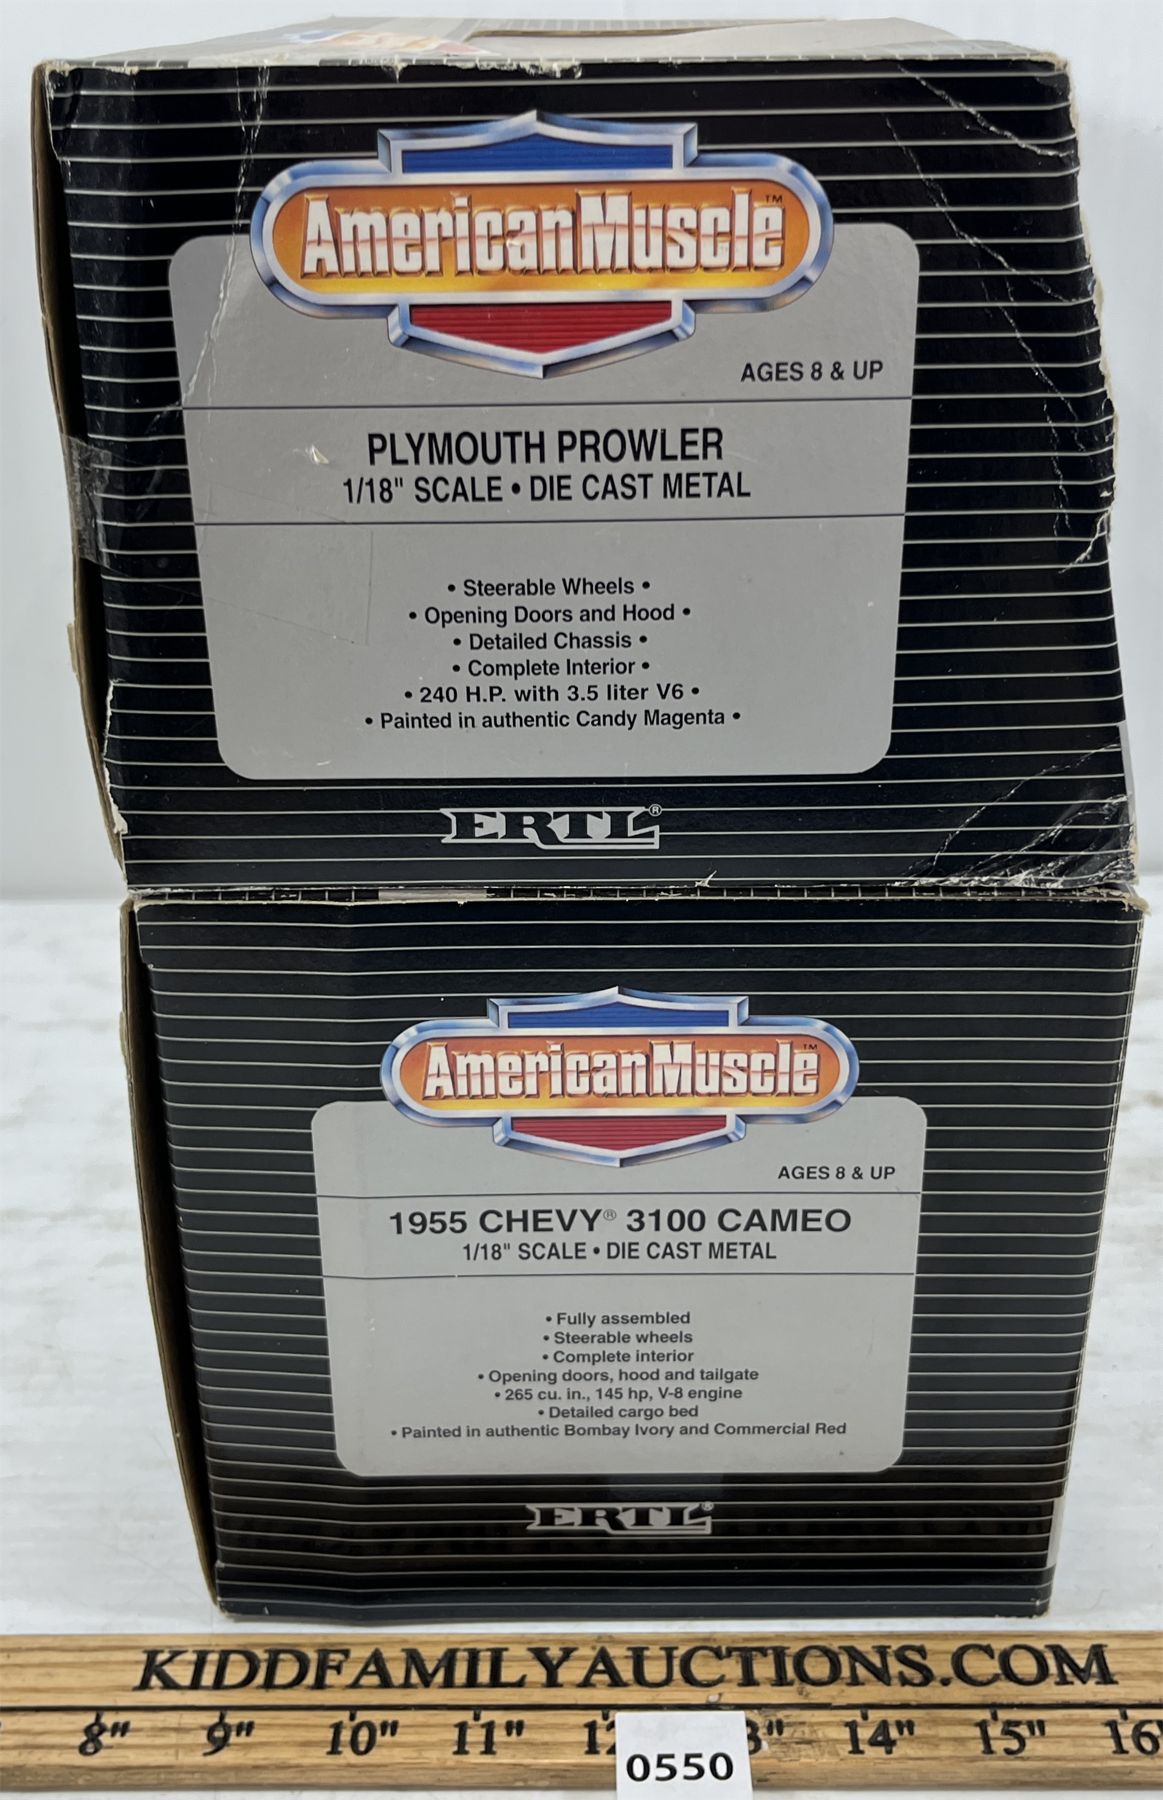 AmericanMuscle™
AGES 8 & UP
PLYMOUTH PROWLER
1/18" SCALE • DIE CAST METAL
• Steerable Wheels •
• Opening Doors and Hood •
• Detailed Chassis •
• Complete Interior •
• 240 H.P. with 3.5 liter V6 •
• Painted in authentic Candy Magenta •
ERTL®
AmericanMuscle™
AGES 8 & UP
1955 CHEVY® 3100 CAMEO
1/18" SCALE • DIE CAST METAL
• Fully assembled
• Steerable wheels
• Complete interior
• Opening doors, hood and tailgate
• 265 cu. in., 145 hp, V-8 engine
• Detailed cargo bed
• Painted in authentic Bombay Ivory and Commercial Red
ERTL®
KIDDFAMILYAUCTIONS.COM
8" 9" 10" 11" 14" 15" 16
0550